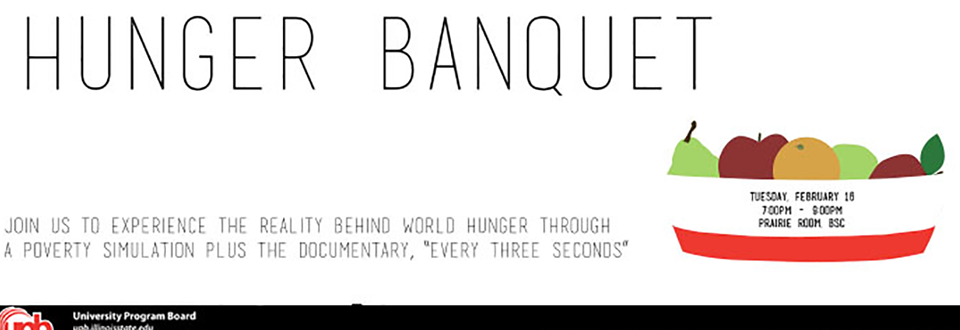 HUNGER BANQUET
TUESDAY, FEBRUARY 16
7:00PM - 9:00PM
PRAIRIE ROOM, BSC
JOIN US TO EXPERIENCE THE REALITY BEHIND WORLD HUNGER THROUGH
A POVERTY SIMULATION PLUS THE DOCUMENTARY, "EVERY THREE SECONDS"
upb
University Program Board
upb.illinoisstate.edu